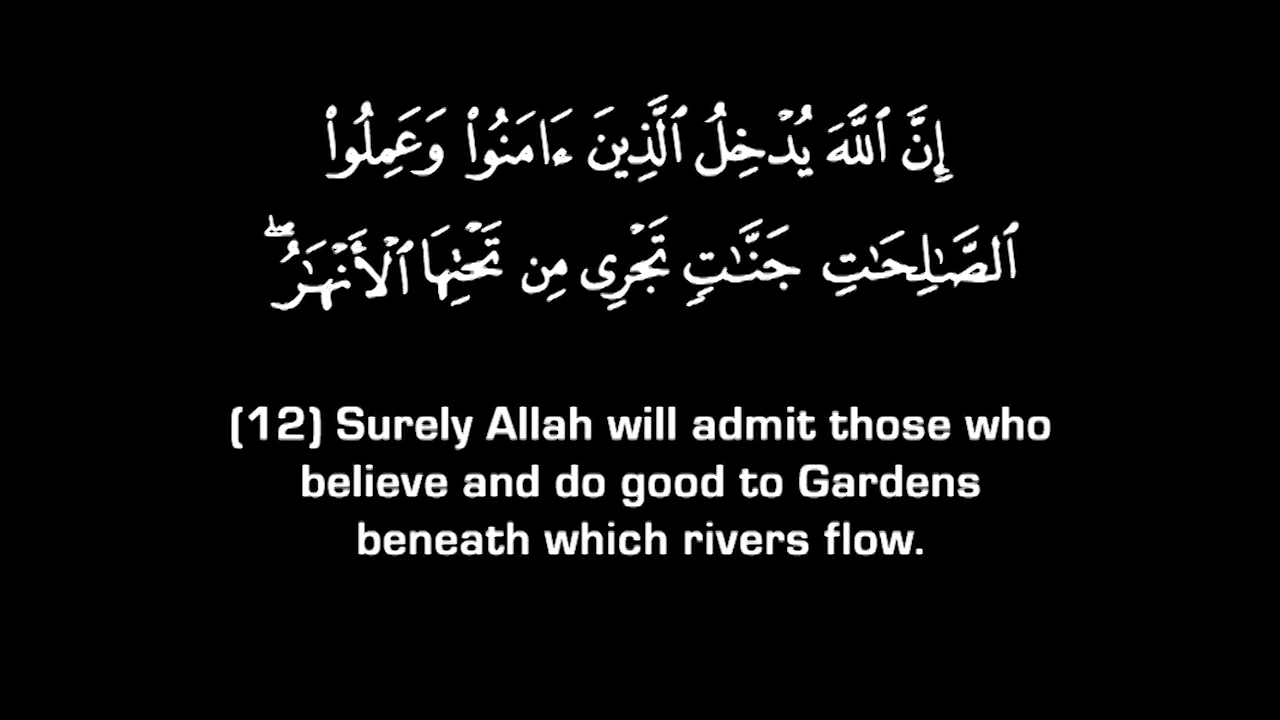 إِنَّ ٱللَّهَ يُدْخِلُ ٱلَّذِينَ ءَامَنُوا۟ وَعَمِلُوا۟
ٱلصَّـٰلِحَـٰتِ جَنَّـٰتٍ تَجْرِى مِن تَحْتِهَا ٱلْأَنْهَـٰرُ ۖ
(12) Surely Allah will admit those who
believe and do good to Gardens
beneath which rivers flow.